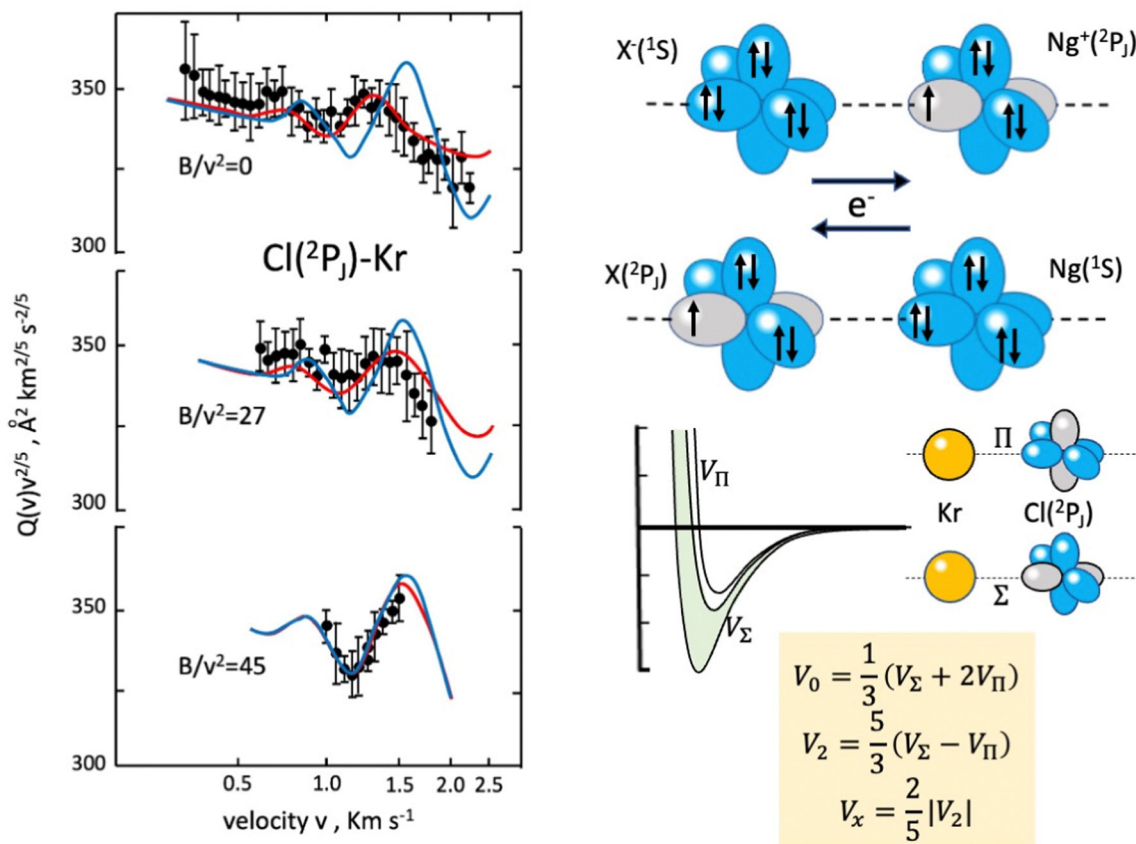 Q(v)v^{2/5} , Å² km^{2/5} s^{-2/5}
350
B/v²=0
300
Cl(²P_J)-Kr
350
B/v²=27
300
350
B/v²=45
300
0.5 1.0 1.5 2.0 2.5
velocity v , Km s⁻¹
X⁻(¹S) Ng⁺(²P_J)
e⁻
X(²P_J) Ng(¹S)
V_Π
V_Σ
Π
Kr Cl(²P_J)
Σ
V₀ = \frac{1}{3}(V_Σ + 2V_Π)
V₂ = \frac{5}{3}(V_Σ − V_Π)
V_x = \frac{2}{5}|V₂|